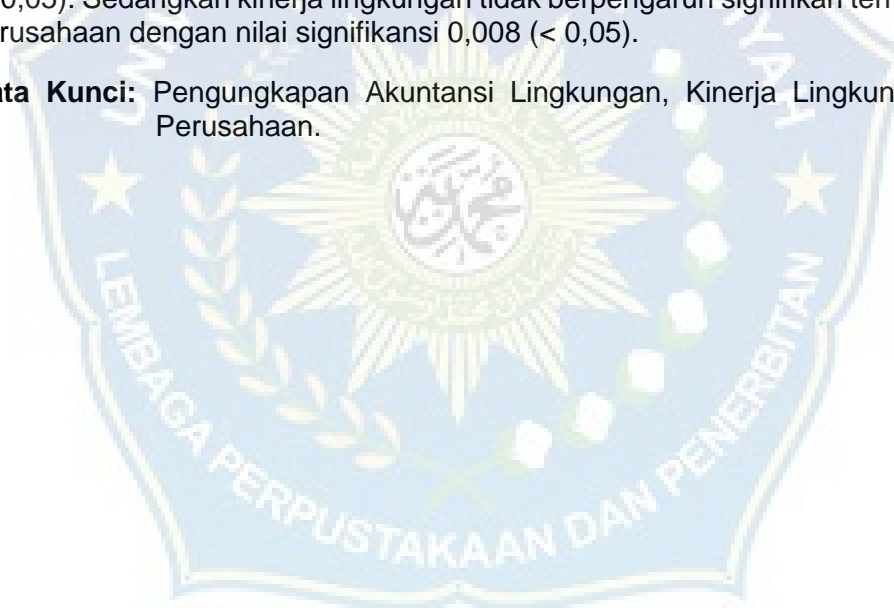 0,05). Sedangkan kinerja lingkungan tidak berpengaruh signifikan ter
rusahaan dengan nilai signifikansi 0,008 (< 0,05).
ata Kunci: Pengungkapan Akuntansi Lingkungan, Kinerja Lingkun
Perusahaan.
LEMBAGA PERPUSTAKAAN DAN PENERBITAN